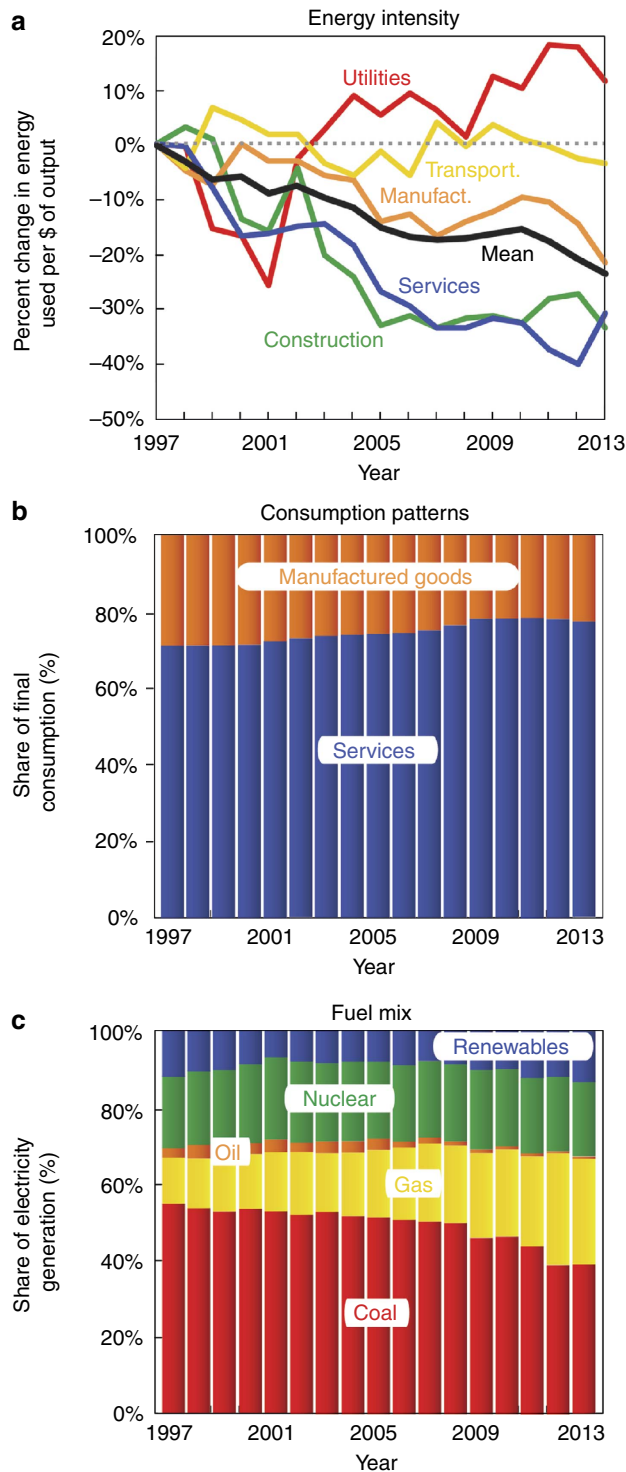 a
Energy intensity
Percent change in energy
used per $ of output
20%
10%
0%
–10%
–20%
–30%
–40%
–50%
Utilities
Transport.
Manufact.
Mean
Services
Construction
1997
2001
2005
2009
2013
Year
b
Consumption patterns
Share of final
consumption (%)
100%
80%
60%
40%
20%
0%
Manufactured goods
Services
1997
2001
2005
2009
2013
Year
c
Fuel mix
Share of electricity
generation (%)
100%
80%
60%
40%
20%
0%
Renewables
Nuclear
Oil
Gas
Coal
1997
2001
2005
2009
2013
Year